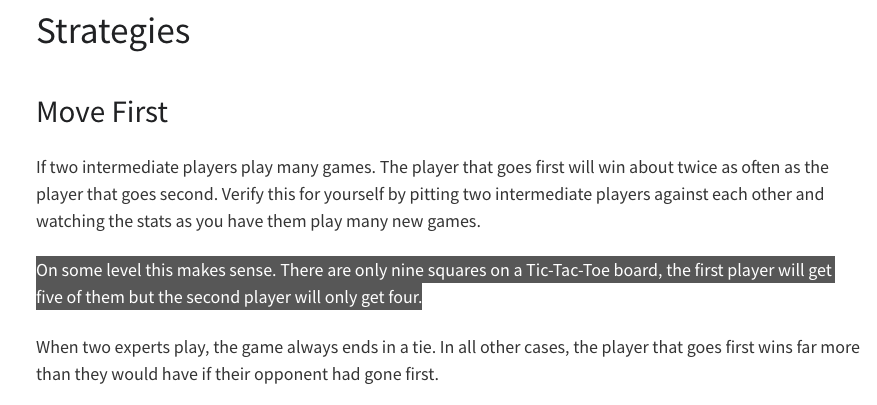 Strategies
Move First
If two intermediate players play many games. The player that goes first will win about twice as often as the
player that goes second. Verify this for yourself by pitting two intermediate players against each other and
watching the stats as you have them play many new games.
On some level this makes sense. There are only nine squares on a Tic-Tac-Toe board, the first player will get
five of them but the second player will only get four.
When two experts play, the game always ends in a tie. In all other cases, the player that goes first wins far more
than they would have if their opponent had gone first.